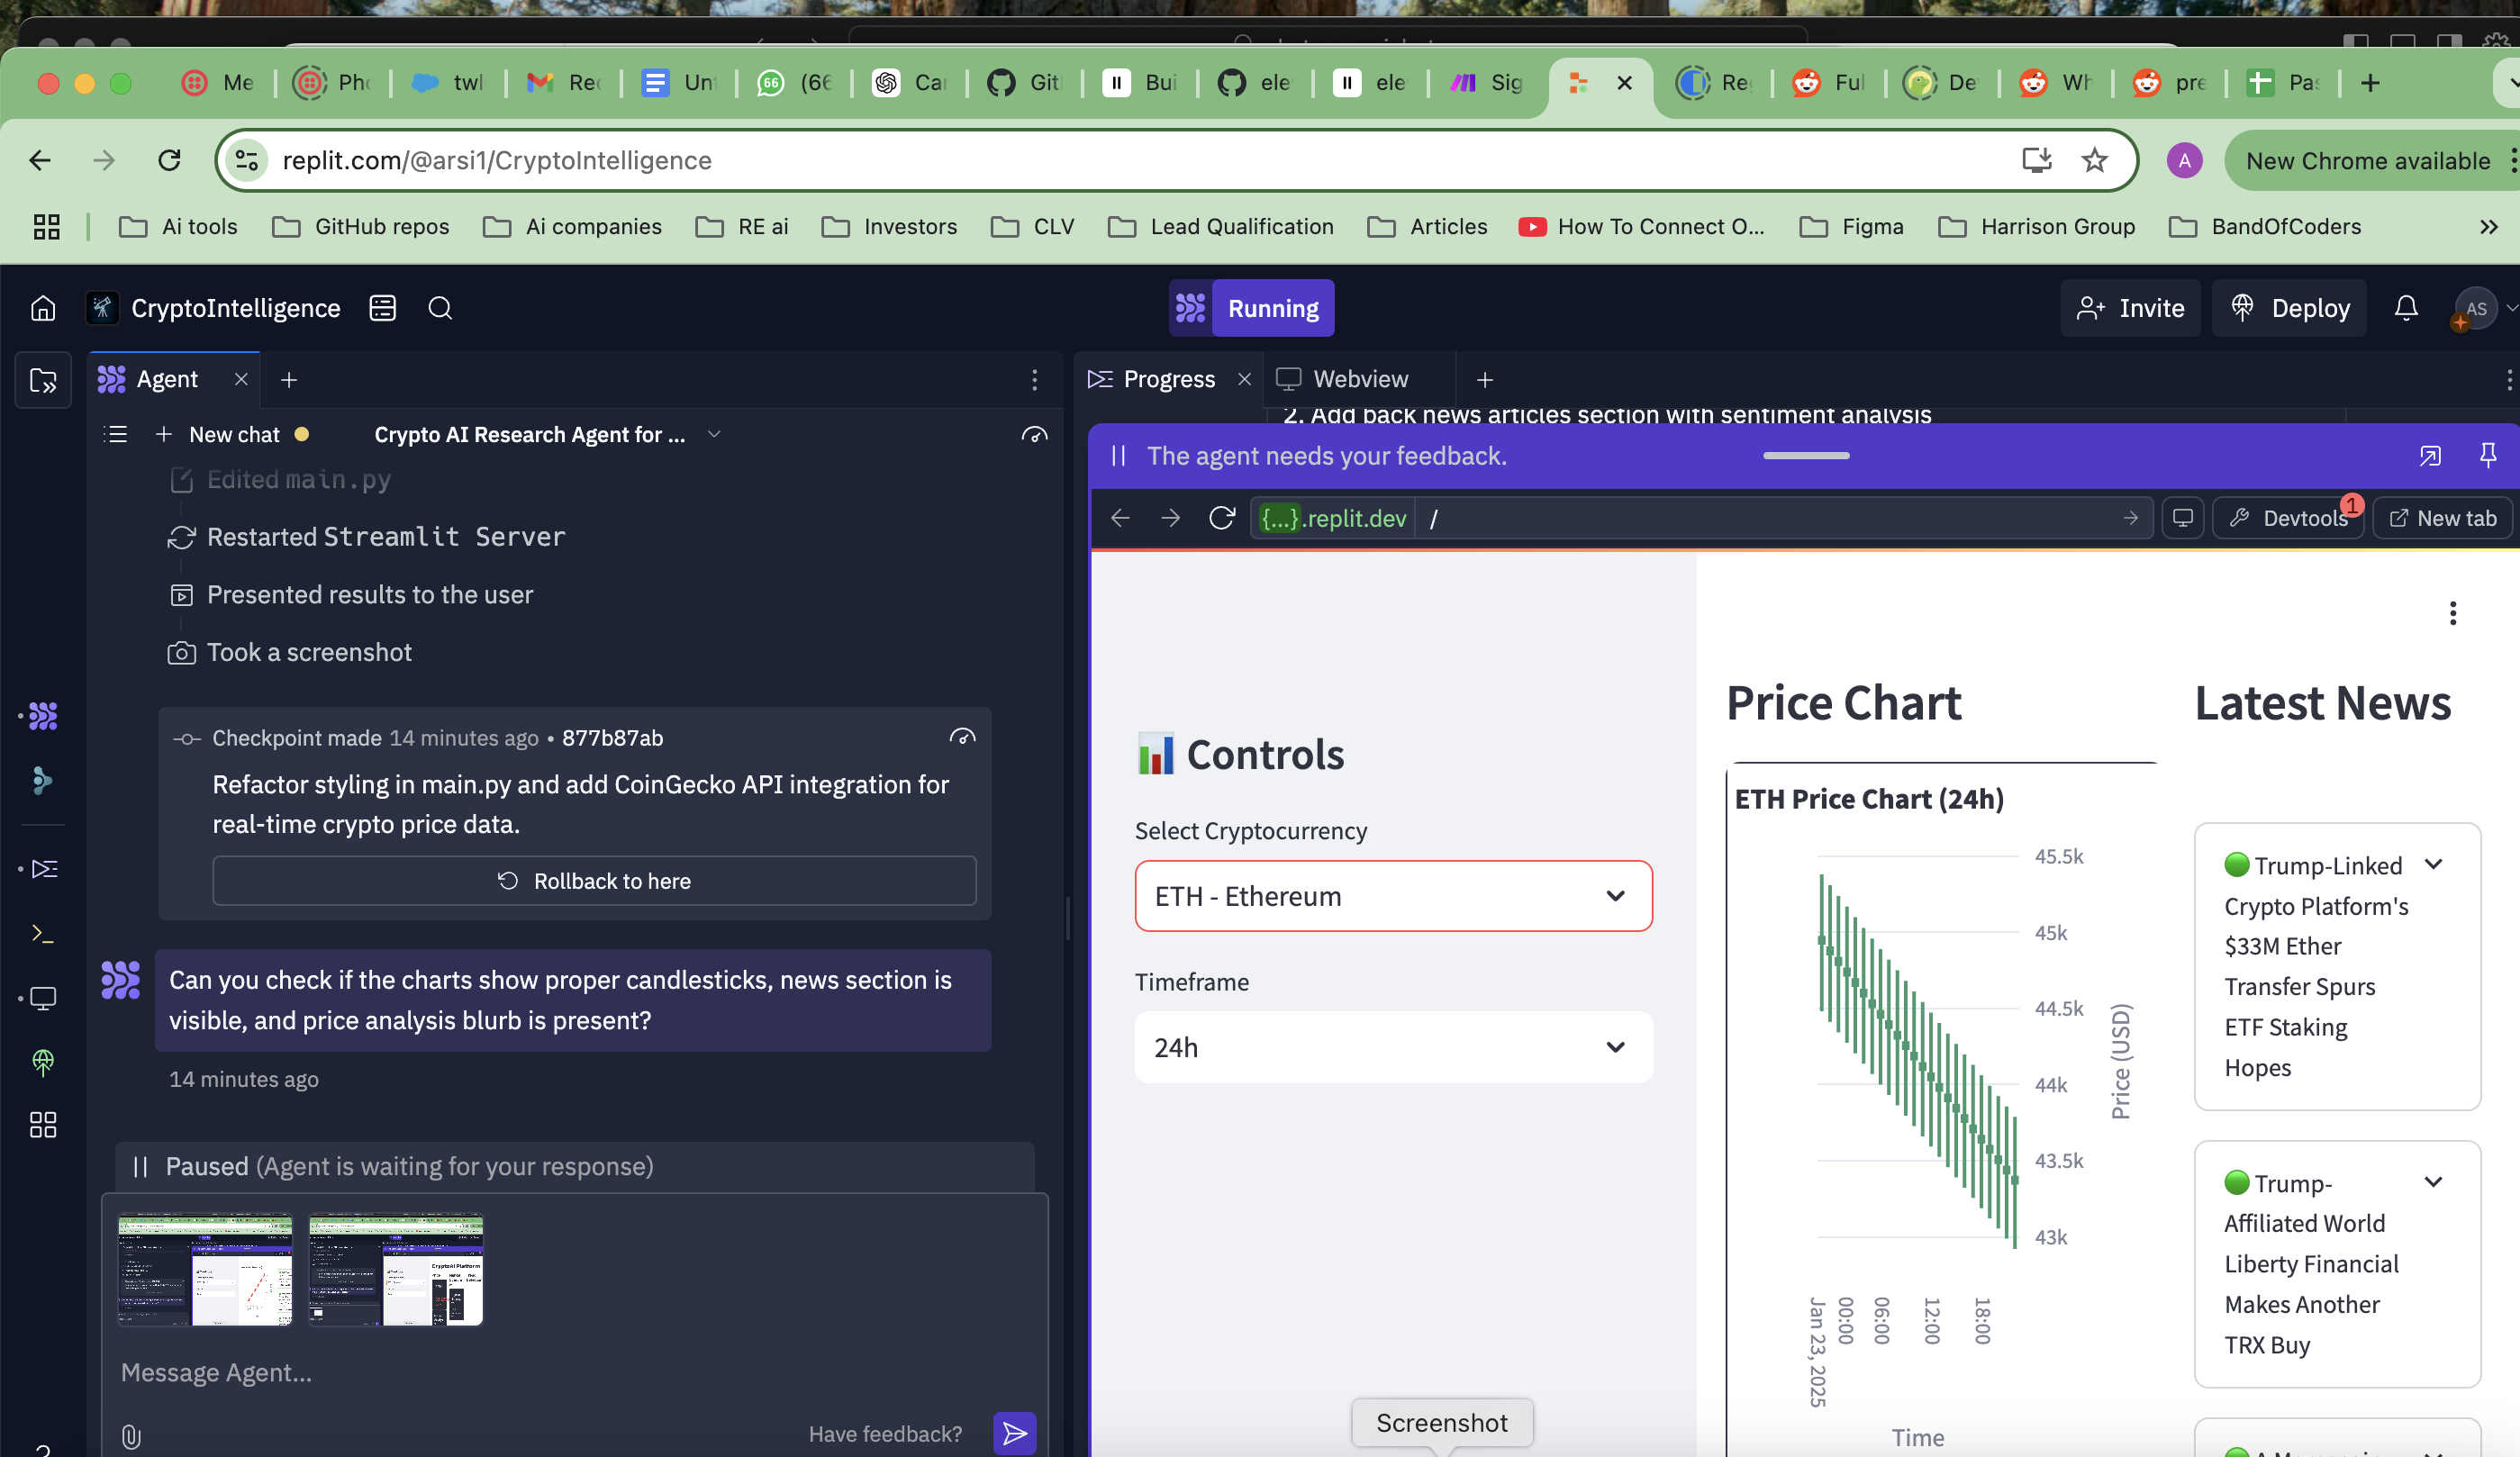 Me
Pho
twl
Rec
Unt
(66
Car
Git
Bui
ele
ele
Sig
Re
Ful
De
Wh
pre
Pas
replit.com/@arsi1/CryptoIntelligence
A
New Chrome available
Ai tools
GitHub repos
Ai companies
RE ai
Investors
CLV
Lead Qualification
Articles
How To Connect O...
Figma
Harrison Group
BandOfCoders
CryptoIntelligence
Running
Invite
Deploy
AS
Agent
Progress
Webview
New chat
Crypto AI Research Agent for ...
2. Add back news articles section with sentiment analysis
The agent needs your feedback.
Edited main.py
Restarted Streamlit Server
Presented results to the user
Took a screenshot
{...}.replit.dev
/
Devtools
1
New tab
Checkpoint made 14 minutes ago • 877b87ab
Refactor styling in main.py and add CoinGecko API integration for
real-time crypto price data.
Rollback to here
Can you check if the charts show proper candlesticks, news section is
visible, and price analysis blurb is present?
14 minutes ago
Paused (Agent is waiting for your response)
Message Agent...
Have feedback?
Controls
Select Cryptocurrency
ETH - Ethereum
Timeframe
24h
Screenshot
Price Chart
ETH Price Chart (24h)
45.5k
45k
44.5k
44k
43.5k
43k
Price (USD)
Jan 23, 2025
00:00
06:00
12:00
18:00
Time
Latest News
Trump-Linked
Crypto Platform's
$33M Ether
Transfer Spurs
ETF Staking
Hopes
Trump-
Affiliated World
Liberty Financial
Makes Another
TRX Buy